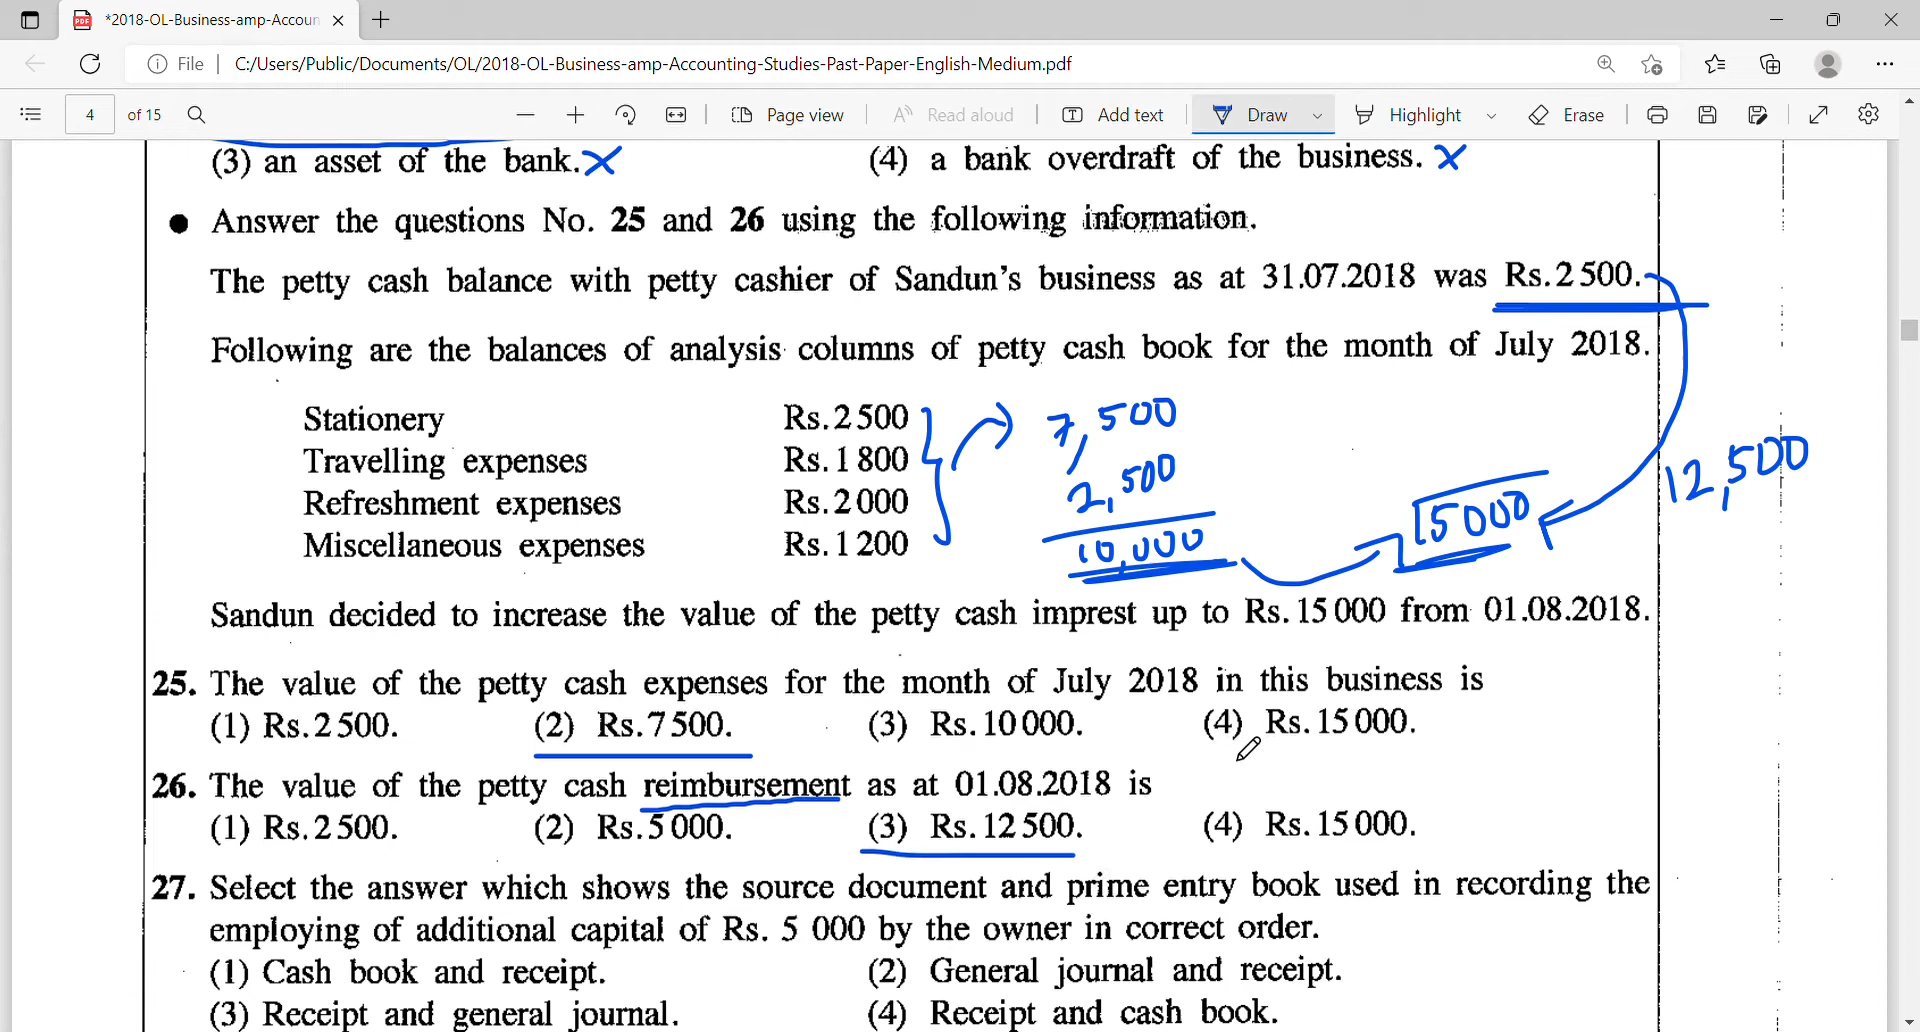 *2018-OL-Business-amp-Accoun
File C:/Users/Public/Documents/OL/2018-OL-Business-amp-Accounting-Studies-Past-Paper-English-Medium.pdf
4 of 15 Page view Read aloud Add text Draw Highlight Erase
(3) an asset of the bank. X (4) a bank overdraft of the business. X
● Answer the questions No. 25 and 26 using the following information.
The petty cash balance with petty cashier of Sandun's business as at 31.07.2018 was Rs. 2 500.
Following are the balances of analysis columns of petty cash book for the month of July 2018.
Stationery Rs. 2 500 7,500
Travelling expenses Rs. 1 800 2,500 12,500
Refreshment expenses Rs. 2 000 15000
Miscellaneous expenses Rs. 1 200 10,000
Sandun decided to increase the value of the petty cash imprest up to Rs. 15 000 from 01.08.2018.
25. The value of the petty cash expenses for the month of July 2018 in this business is
(1) Rs. 2 500. (2) Rs. 7 500. (3) Rs. 10 000. (4) Rs. 15 000.
26. The value of the petty cash reimbursement as at 01.08.2018 is
(1) Rs. 2 500. (2) Rs. 5 000. (3) Rs. 12 500. (4) Rs. 15 000.
27. Select the answer which shows the source document and prime entry book used in recording the
employing of additional capital of Rs. 5 000 by the owner in correct order.
(1) Cash book and receipt. (2) General journal and receipt.
(3) Receipt and general journal. (4) Receipt and cash book.